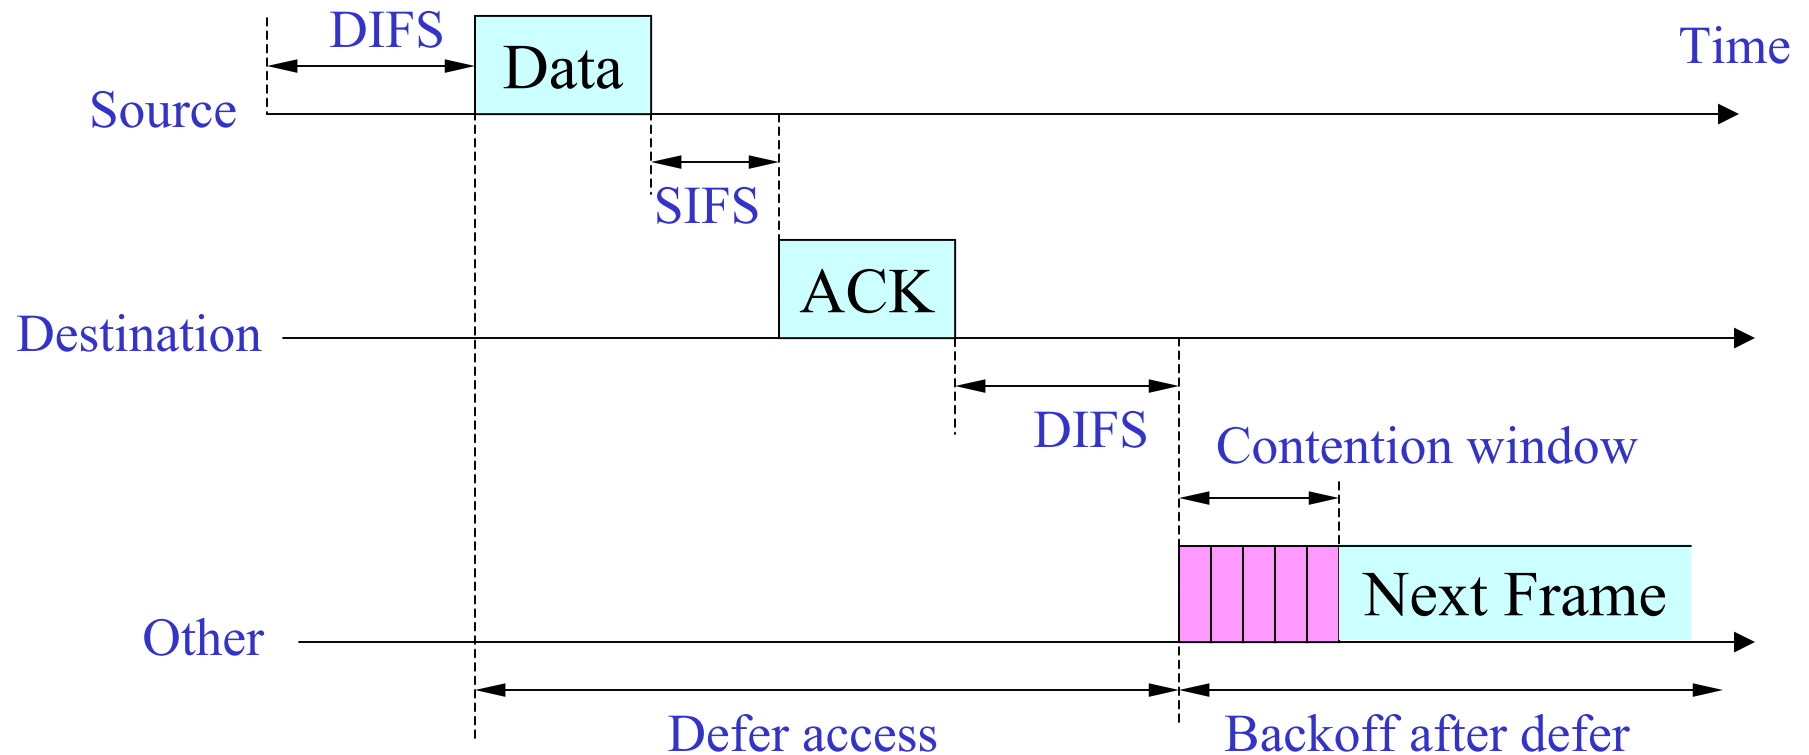 DIFS
Data
Time
Source
SIFS
ACK
Destination
DIFS
Contention window
Next Frame
Other
Defer access
Backoff after defer